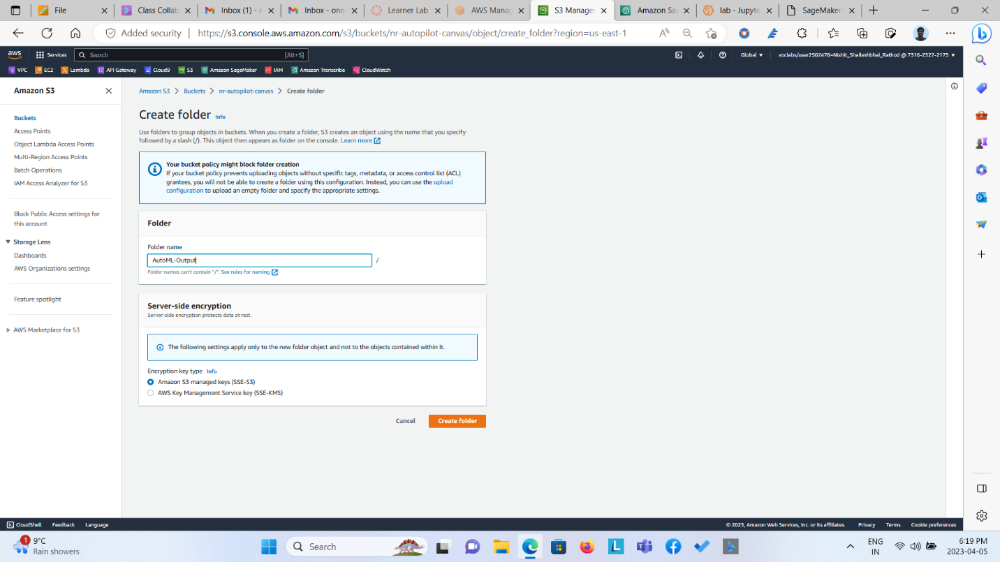 File
Class Collab
Inbox (1) - n
Inbox - one
Learner Lab
AWS Manag
S3 Manager
Amazon Sa
lab - Jupyte
SageMaker/
Added security
https://s3.console.aws.amazon.com/s3/buckets/nr-autopilot-canvas/object/create_folder?region=us-east-1
aws
Services
Search
[Alt+S]
Global
voclabs/user2502478=Nishit_Shaileshbhai_Rathod @ 7316-2327-2175
VPC
EC2
Lambda
API Gateway
Cloud9
S3
Amazon SageMaker
IAM
Amazon Transcribe
CloudWatch
Amazon S3
Buckets
Access Points
Object Lambda Access Points
Multi-Region Access Points
Batch Operations
IAM Access Analyzer for S3
Block Public Access settings for
this account
Storage Lens
Dashboards
AWS Organizations settings
Feature spotlight
AWS Marketplace for S3
Amazon S3 > Buckets > nr-autopilot-canvas > Create folder
Create folder Info
Use folders to group objects in buckets. When you create a folder, S3 creates an object using the name that you specify
followed by a slash (/). This object then appears as folder on the console. Learn more
Your bucket policy might block folder creation
If your bucket policy prevents uploading objects without specific tags, metadata, or access control list (ACL)
grantees, you will not be able to create a folder using this configuration. Instead, you can use the upload
configuration to upload an empty folder and specify the appropriate settings.
Folder
Folder name
AutoML-Output
/
Folder names can't contain "/". See rules for naming
Server-side encryption
Server-side encryption protects data at rest.
The following settings apply only to the new folder object and not to the objects contained within it.
Encryption key type Info
Amazon S3 managed keys (SSE-S3)
AWS Key Management Service key (SSE-KMS)
Cancel
Create folder
CloudShell
Feedback
Language
© 2023, Amazon Web Services, Inc. or its affiliates.
Privacy
Terms
Cookie preferences
1
9°C
Rain showers
Search
ENG
IN
6:19 PM
2023-04-05